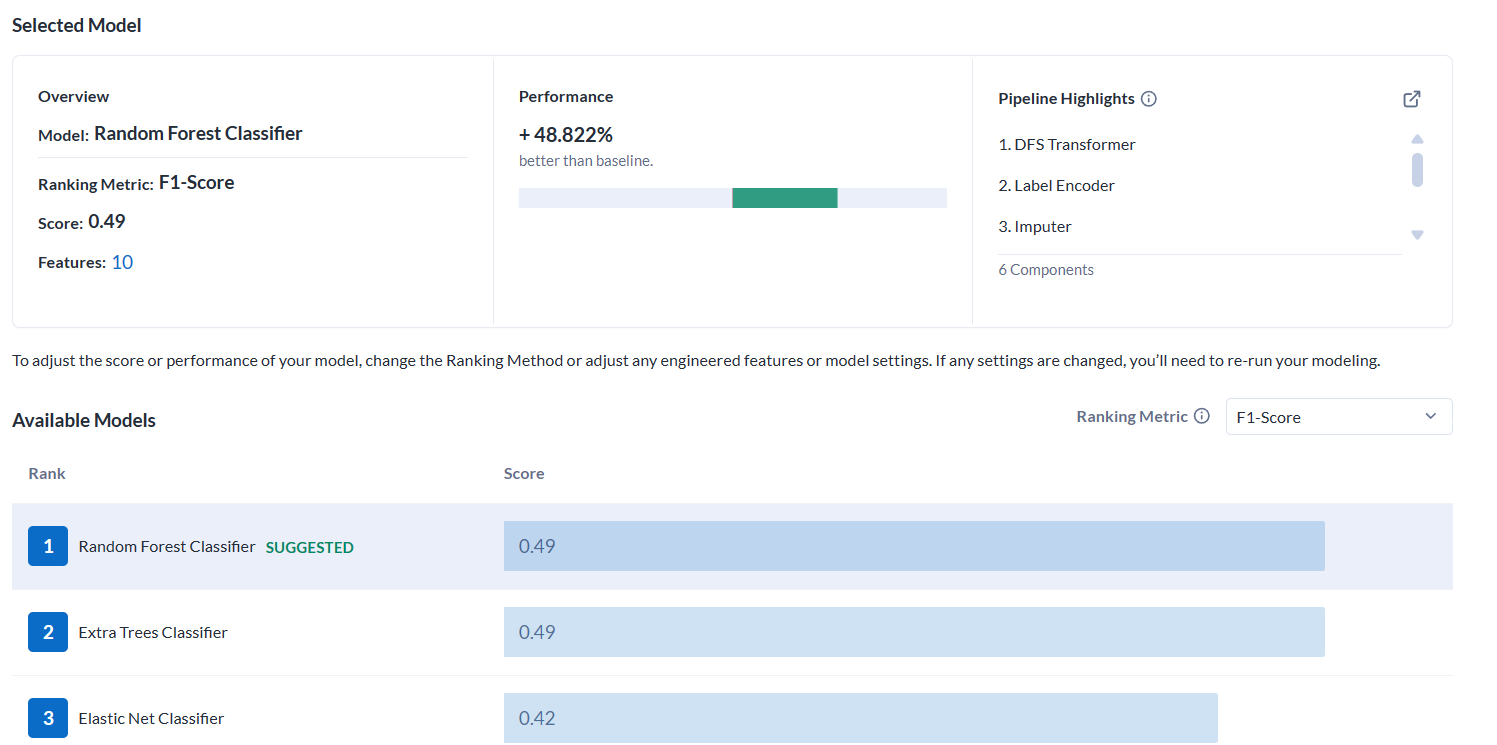 Selected Model
Overview
Model: Random Forest Classifier
Ranking Metric: F1-Score
Score: 0.49
Features: 10
Performance
+ 48.822%
better than baseline.
Pipeline Highlights
1. DFS Transformer
2. Label Encoder
3. Imputer
6 Components
To adjust the score or performance of your model, change the Ranking Method or adjust any engineered features or model settings. If any settings are changed, you’ll need to re-run your modeling.
Available Models
Ranking Metric F1-Score
Rank Score
1 Random Forest Classifier SUGGESTED 0.49
2 Extra Trees Classifier 0.49
3 Elastic Net Classifier 0.42